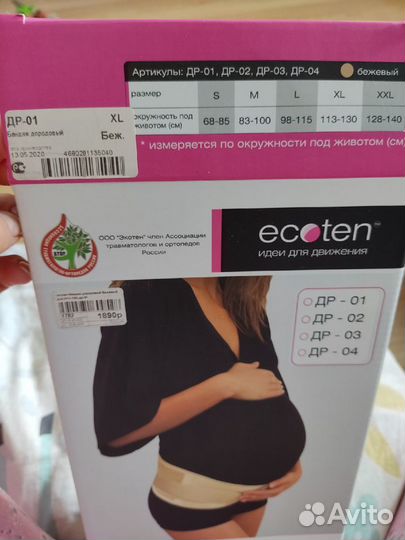 Артикулы: ДР-01, ДР-02, ДР-03, ДР-04
бежевый
размер S M L XL XXL
окружность под животом (см) 68-85 83-100 98-115 113-130 128-140
* измеряется по окружности под животом (см)
ДР-01 XL
Бандаж дородовый Беж.
13.05.2020 4680281135040
ООО "Экотен" член Ассоциации
травматологов и ортопедов
России
ecoten
идеи для движения
ДР - 01
ДР - 02
ДР - 03
ДР - 04
1890р
Avito